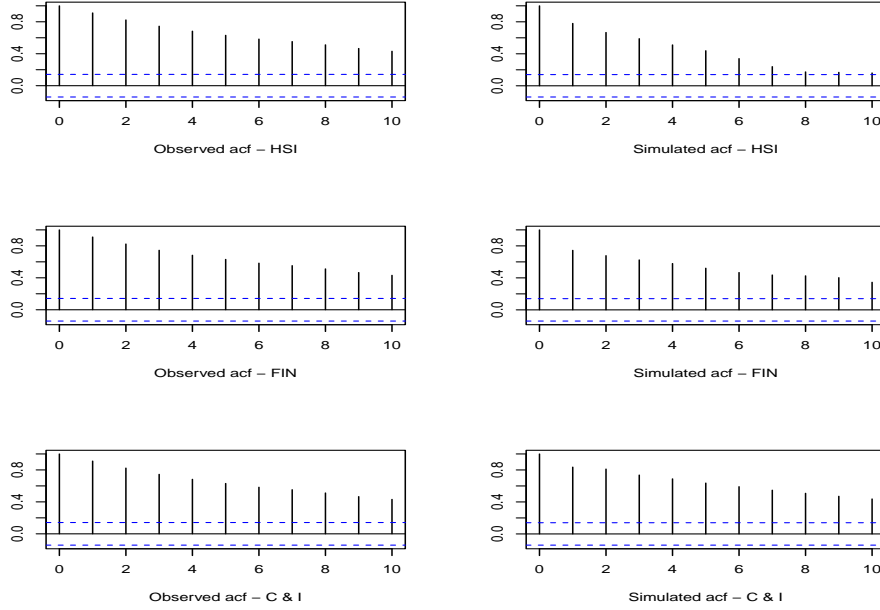 0.8
0.4
0.0
0 2 4 6 8 10
Observed acf – HSI
0.8
0.4
0.0
0 2 4 6 8 10
Simulated acf – HSI
0.8
0.4
0.0
0 2 4 6 8 10
Observed acf – FIN
0.8
0.4
0.0
0 2 4 6 8 10
Simulated acf – FIN
0.8
0.4
0.0
0 2 4 6 8 10
Observed acf – C & I
0.8
0.4
0.0
0 2 4 6 8 10
Simulated acf – C & I